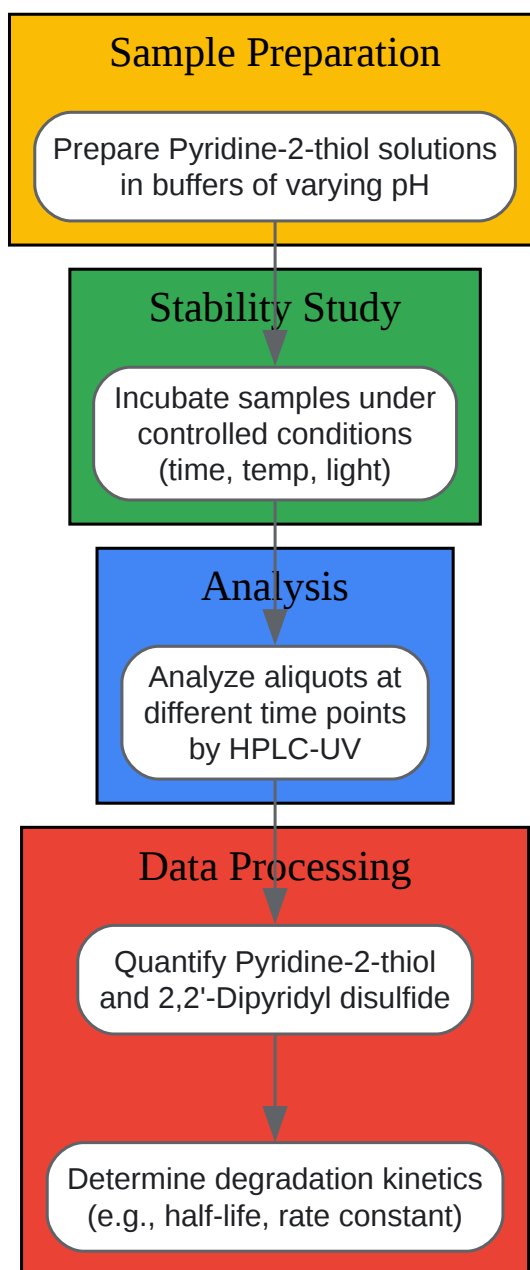 Sample Preparation
Prepare Pyridine-2-thiol solutions
in buffers of varying pH
Stability Study
Incubate samples under
controlled conditions
(time, temp, light)
Analysis
Analyze aliquots at
different time points
by HPLC-UV
Data Processing
Quantify Pyridine-2-thiol
and 2,2'-Dipyridyl disulfide
Determine degradation kinetics
(e.g., half-life, rate constant)